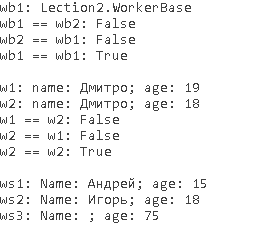 wb1: Lection2.WorkerBase
wb1 == wb2: False
wb2 == wb1: False
wb1 == wb1: True
w1: name: Дмитро; age: 19
w2: name: Дмитро; age: 18
w1 == w2: False
w2 == w1: False
w2 == w2: True
ws1: Name: Андрей; age: 15
ws2: Name: Игорь; age: 18
ws3: Name: ; age: 75